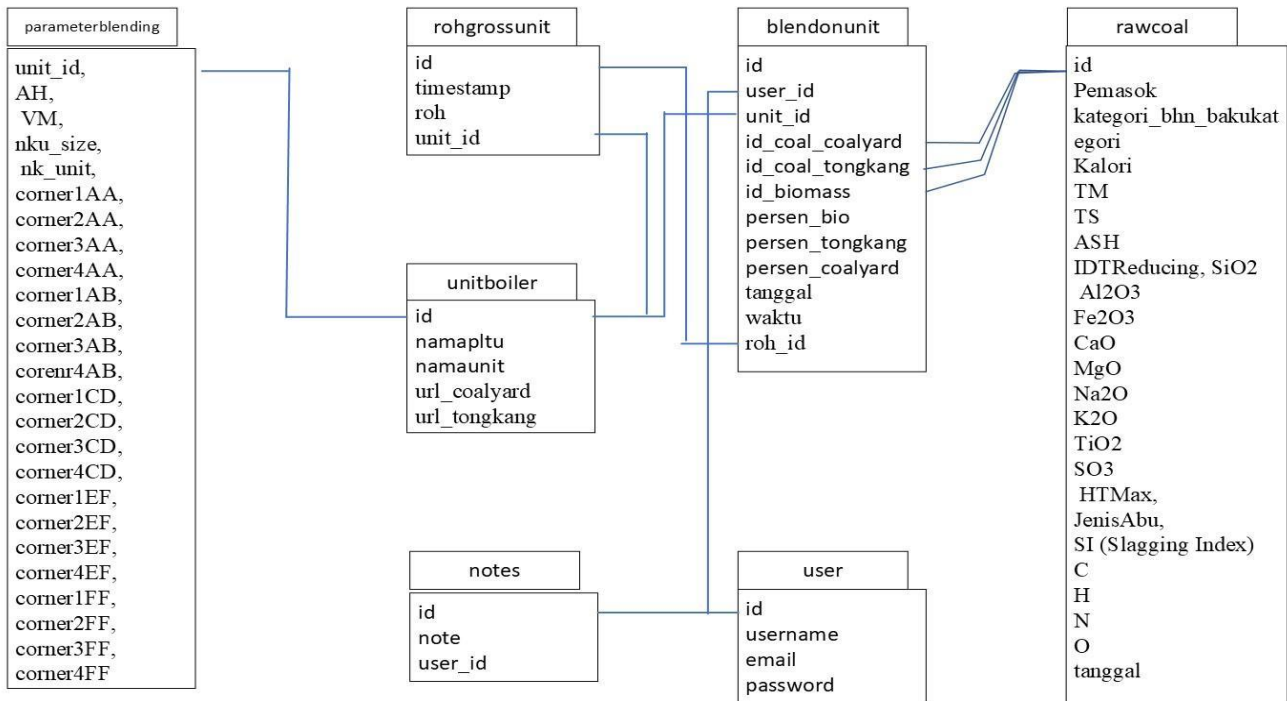 parameterblending
unit_id,
AH,
VM,
nku_size,
nk_unit,
corner1AA,
corner2AA,
corner3AA,
corner4AA,
corner1AB,
corner2AB,
corner3AB,
corenr4AB,
corner1CD,
corner2CD,
corner3CD,
corner4CD,
corner1EF,
corner2EF,
corner3EF,
corner4EF,
corner1FF,
corner2FF,
corner3FF,
corner4FF
rohgrossunit
id
timestamp
roh
unit_id
unitboiler
id
namapltu
namaunit
url_coalyard
url_tongkang
notes
id
note
user_id
blendonunit
id
user_id
unit_id
id_coal_coalyard
id_coal_tongkang
id_biomass
persen_bio
persen_tongkang
persen_coalyard
tanggal
waktu
roh_id
user
id
username
email
password
rawcoal
id
Pemasok
kategori_bhn_bakukat
egori
Kalori
TM
TS
ASH
IDTReducing, SiO2
Al2O3
Fe2O3
CaO
MgO
Na2O
K2O
TiO2
SO3
HTMax,
JenisAbu,
SI (Slagging Index)
C
H
N
O
tanggal